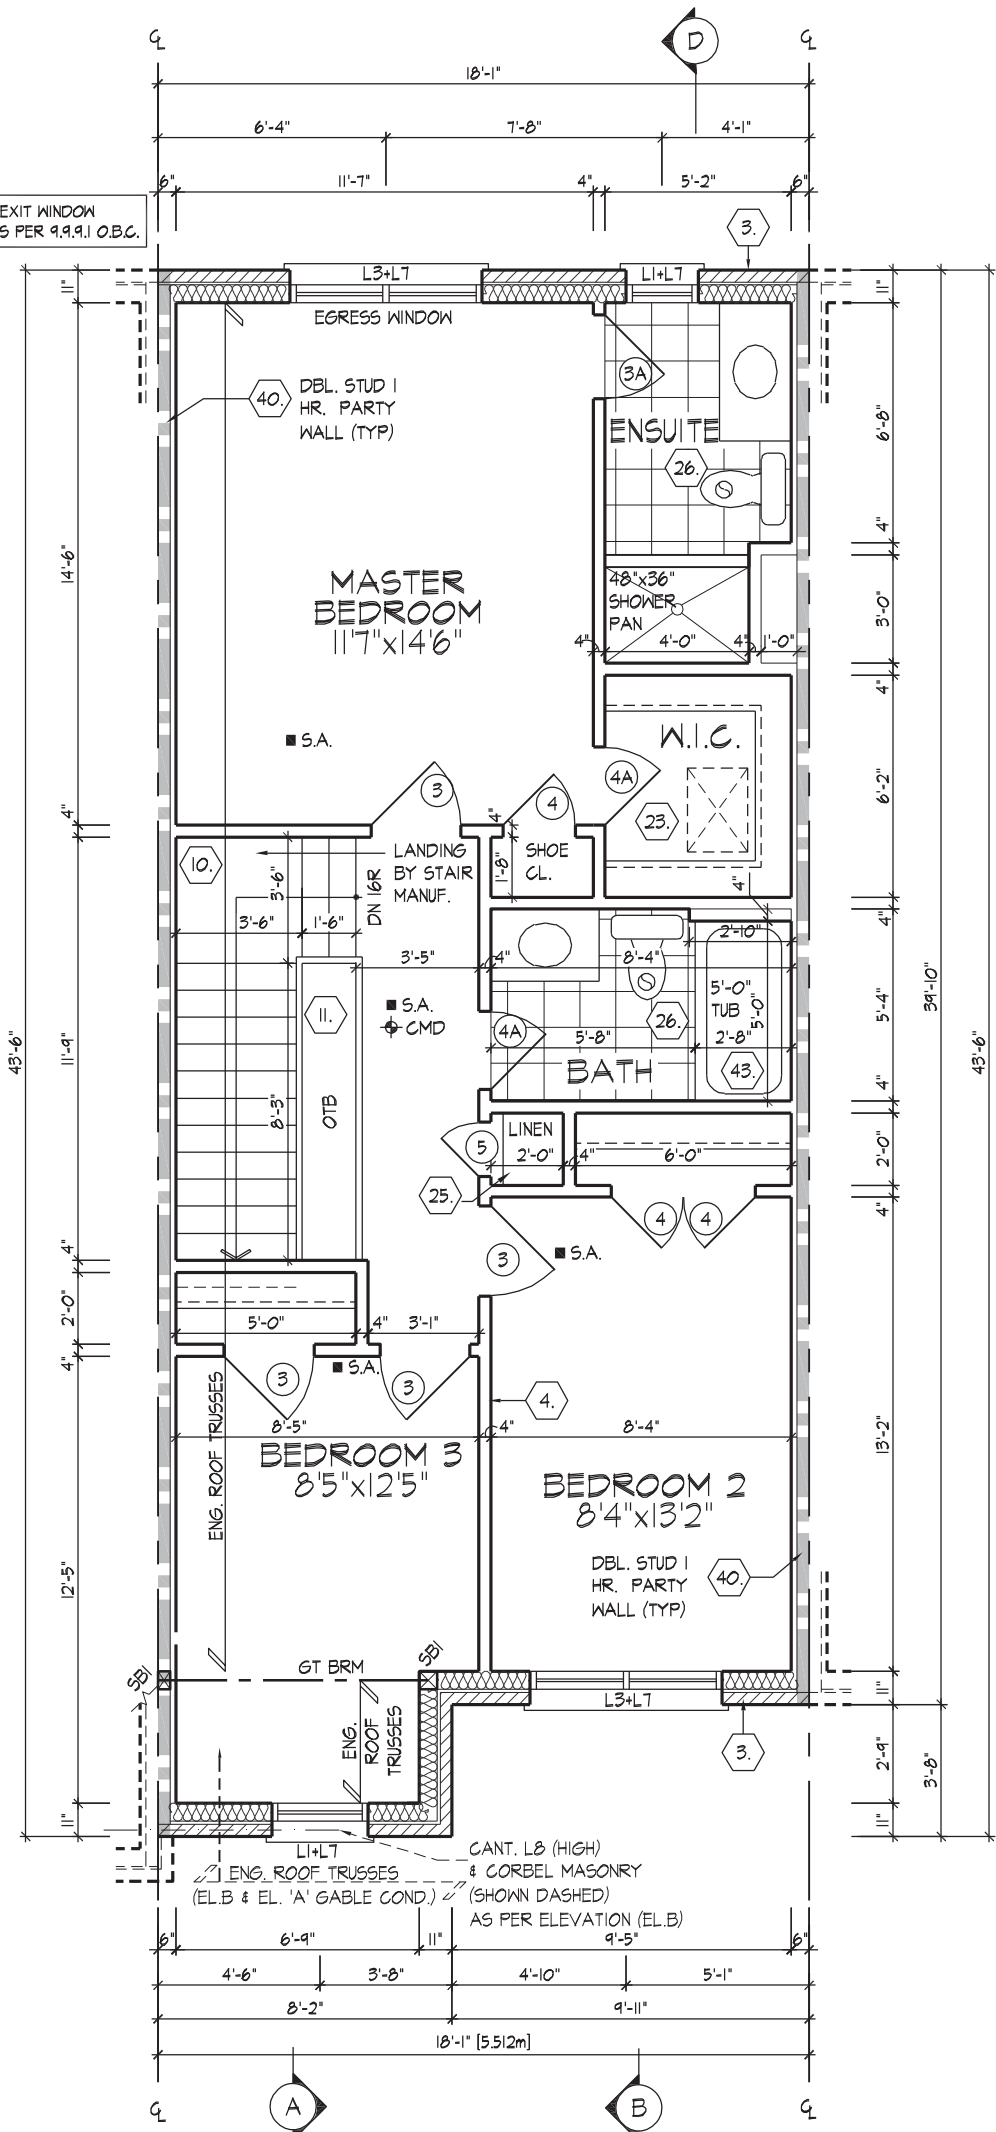 ℄
℄
D
18'-1"
6'-4"
7'-8"
4'-1"
6"
11'-7"
4"
5'-2"
6"
EXIT WINDOW
S PER 9.9.9.1 O.B.C.
3.
L3+L7
L1+L7
11"
11"
EGRESS WINDOW
3A
40.
DBL. STUD 1
HR. PARTY
WALL (TYP)
6'-8"
ENSUITE
26.
4"
14'-6"
MASTER
BEDROOM
11'7"x14'6"
48"x36"
SHOWER
PAN
3'-0"
4"
4'-0"
4"
1'-0"
4"
S.A.
W.I.C.
3
4
4A
23.
6'-2"
4"
4"
10.
LANDING
BY STAIR
MANUF.
SHOE
CL.
1'-8"
3'-6"
DN 16R
4"
3'-6"
1'-6"
4"
2'-10"
3'-5"
4"
8'-4"
39'-10"
11.
S.A.
CMD
5'-0"
TUB
5'-0"
4A
26.
5'-4"
43'-6"
11'-9"
5'-8"
2'-8"
43'-6"
BATH
43.
4"
8'-3"
OTB
LINEN
5
2'-0"
4"
6'-0"
2'-0"
25.
4"
4
4
4"
3
S.A.
2'-0"
5'-0"
4"
3'-1"
4"
S.A.
3
3
4.
ENG. ROOF TRUSSES
8'-5"
4"
8'-4"
13'-2"
BEDROOM 3
8'5"x12'5"
BEDROOM 2
8'4"x13'2"
12'-5"
DBL. STUD 1
HR. PARTY
WALL (TYP)
40.
SB1
GT BRM
SB1
L3+L7
11"
ENG.
ROOF
TRUSSES
3.
2'-9"
3'-8"
11"
11"
L1+L7
ENG. ROOF TRUSSES
(EL.B & EL. 'A' GABLE COND.)
CANT. L8 (HIGH)
& CORBEL MASONRY
(SHOWN DASHED)
AS PER ELEVATION (EL.B)
6"
6'-9"
11"
9'-5"
6"
4'-6"
3'-8"
4'-10"
5'-1"
8'-2"
9'-11"
18'-1" [5.512m]
℄
A
B
℄